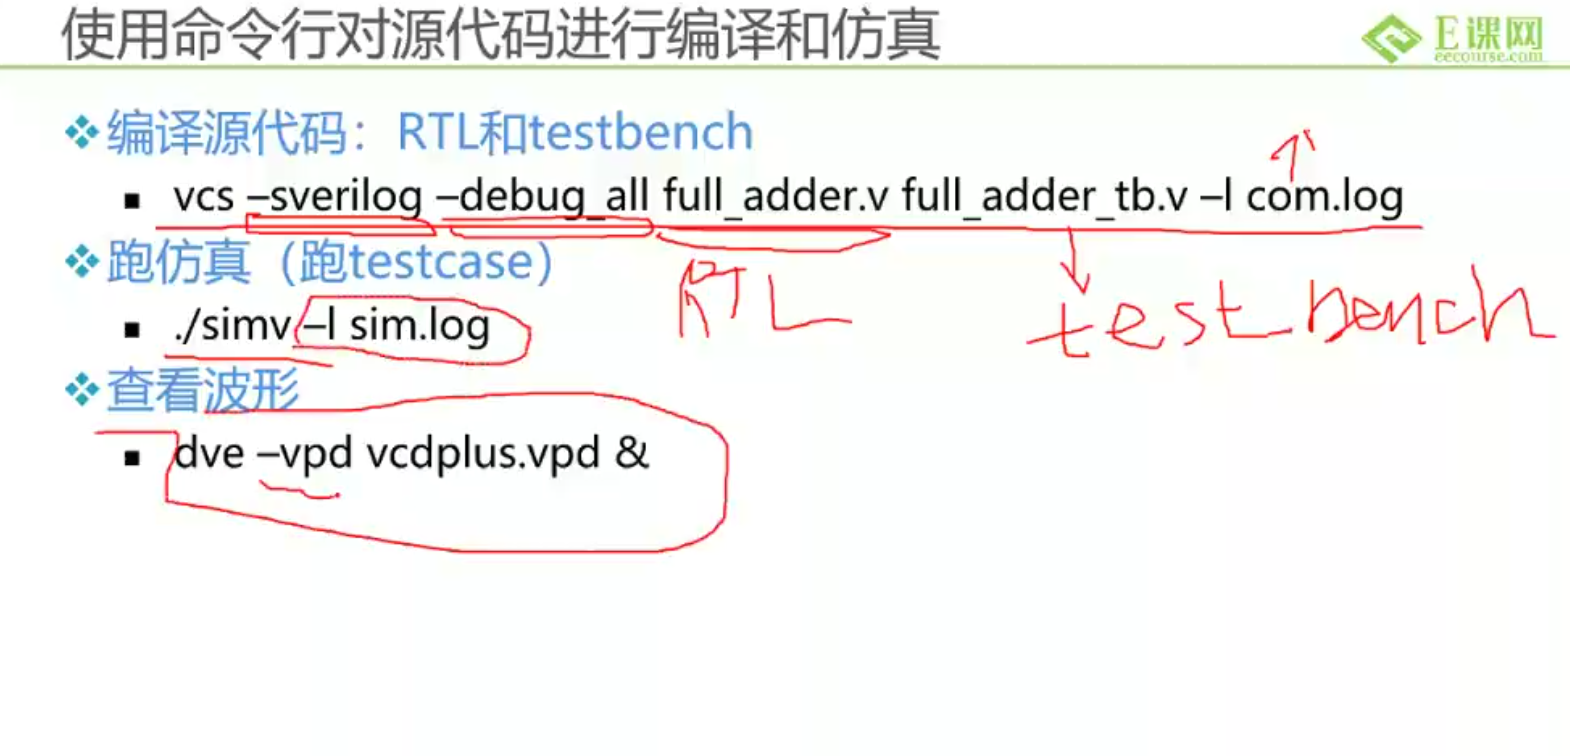 使用命令行对源代码进行编译和仿真
E课网
eecourse.com
❖编译源代码：RTL和testbench
▪ vcs –sverilog –debug_all full_adder.v full_adder_tb.v –l com.log
❖跑仿真（跑testcase）
RTL
testbench
▪ ./simv –l sim.log
❖查看波形
▪ dve –vpd vcdplus.vpd &